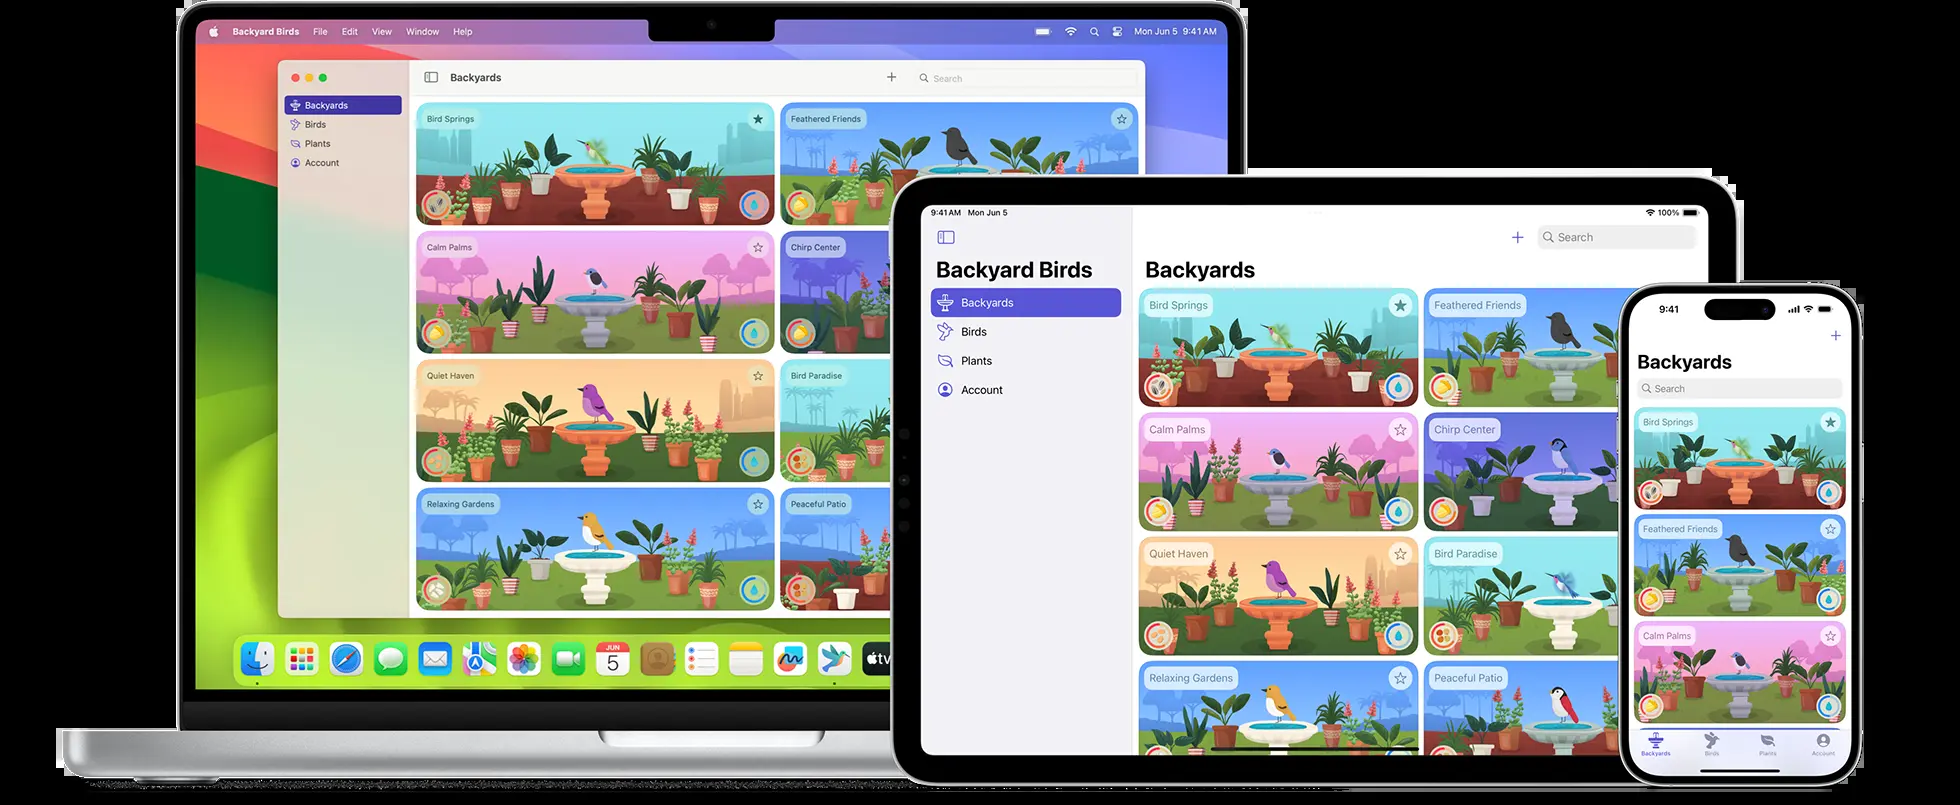 Backyard Birds File Edit View Window Help
Mon Jun 5 9:41 AM
Backyards
Search
Backyards
Birds
Plants
Account
Bird Springs
Feathered Friends
Calm Palms
Chirp Center
Quiet Haven
Bird Paradise
Relaxing Gardens
Peaceful Patio
JUN
5
tv
9:41 AM Mon Jun 5
100%
Search
Backyard Birds
Backyards
Birds
Plants
Account
Backyards
Bird Springs
Feathered Friends
Calm Palms
Chirp Center
Quiet Haven
Bird Paradise
Relaxing Gardens
Peaceful Patio
9:41
Backyards
Search
Bird Springs
Feathered Friends
Calm Palms
Backyards Birds Plants Account